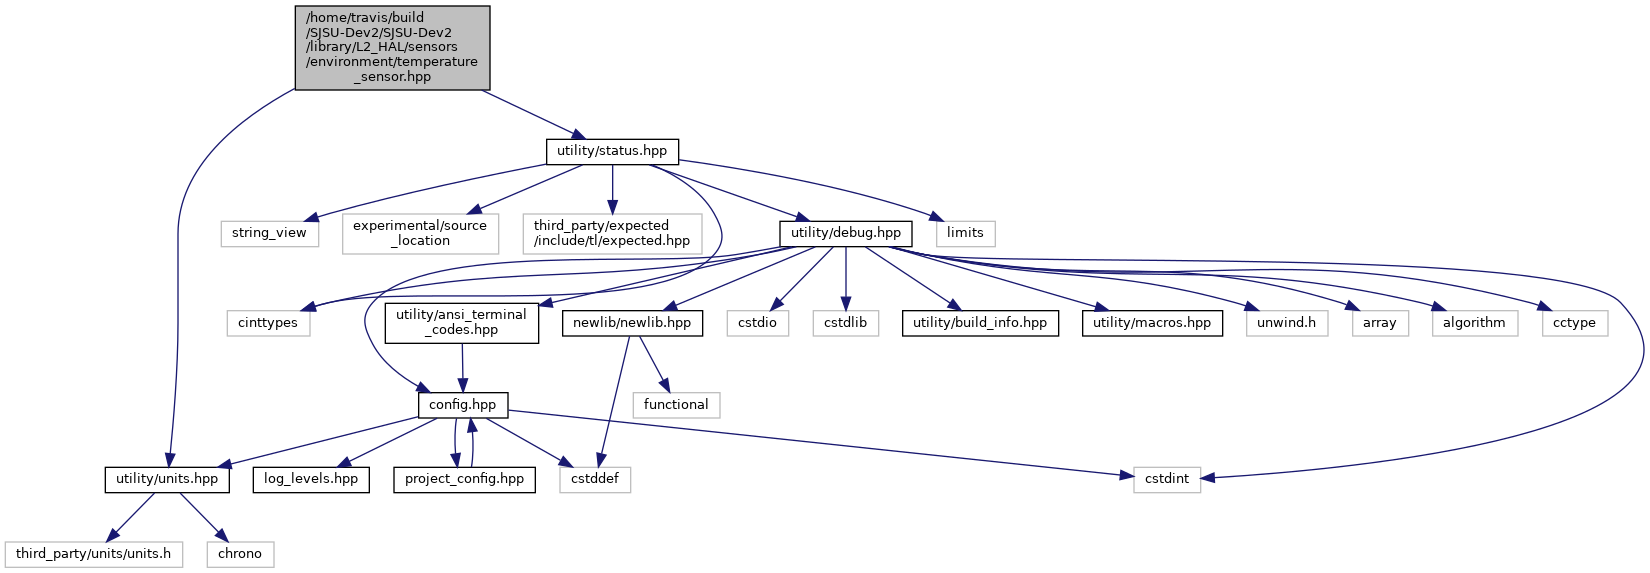 /home/travis/build
/SJSU-Dev2/SJSU-Dev2
/library/L2_HAL/sensors
/environment/temperature
_sensor.hpp
utility/status.hpp
string_view
experimental/source
_location
third_party/expected
/include/tl/expected.hpp
utility/debug.hpp
limits
cinttypes
utility/ansi_terminal
_codes.hpp
newlib/newlib.hpp
cstdio
cstdlib
utility/build_info.hpp
utility/macros.hpp
unwind.h
array
algorithm
cctype
config.hpp
functional
utility/units.hpp
log_levels.hpp
project_config.hpp
cstddef
cstdint
third_party/units/units.h
chrono